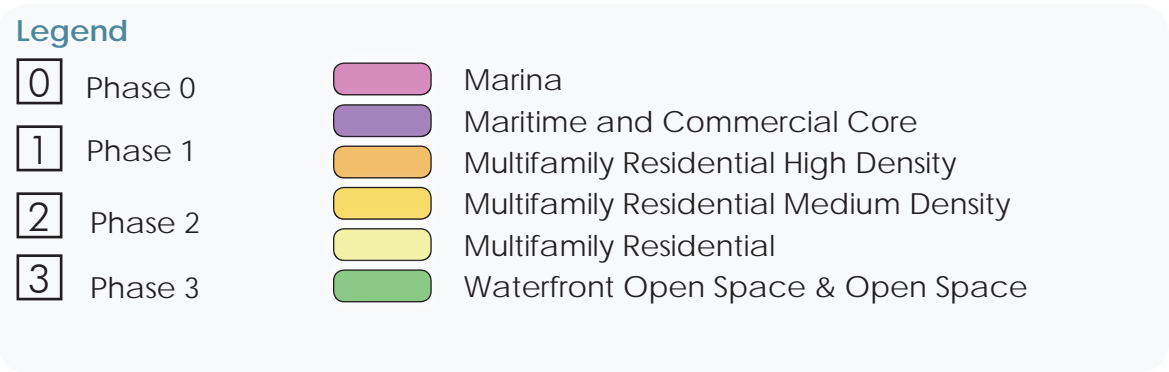 Legend
0 Phase 0
1 Phase 1
2 Phase 2
3 Phase 3
Marina
Maritime and Commercial Core
Multifamily Residential High Density
Multifamily Residential Medium Density
Multifamily Residential
Waterfront Open Space & Open Space